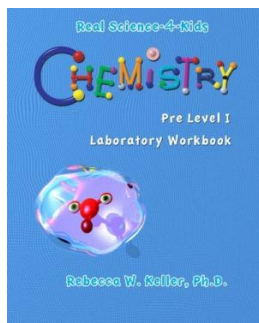 Real Science-4-Kids
CHEMISTRY
Pre Level I
Laboratory Workbook
Rebecca W. Keller, Ph.D.